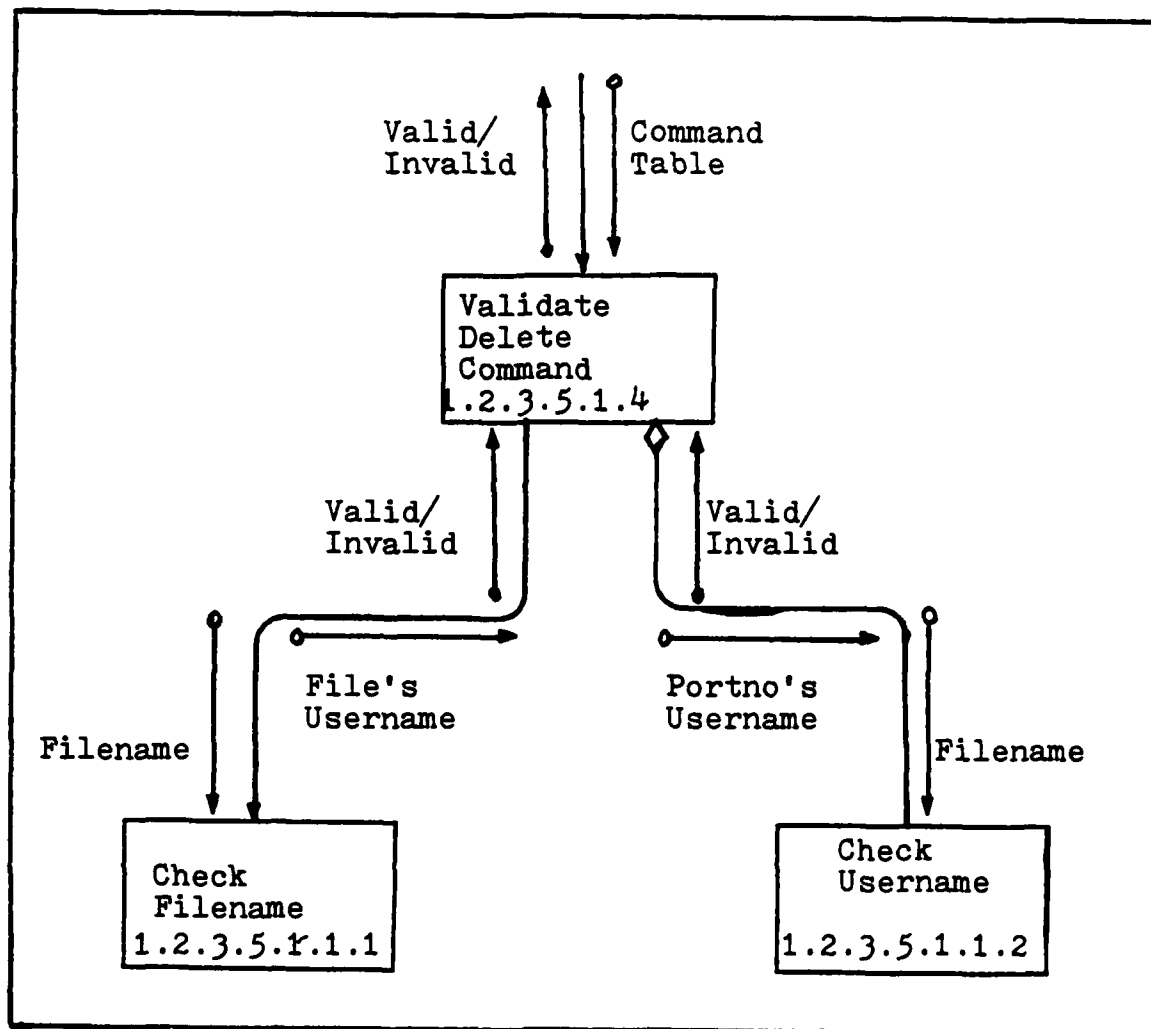 Valid/
Invalid
Command
Table
Validate
Delete
Command
1.2.3.5.1.4
Valid/
Invalid
Valid/
Invalid
File's
Username
Portno's
Username
Filename
Filename
Check
Filename
1.2.3.5.1.1.1
Check
Username
1.2.3.5.1.1.2